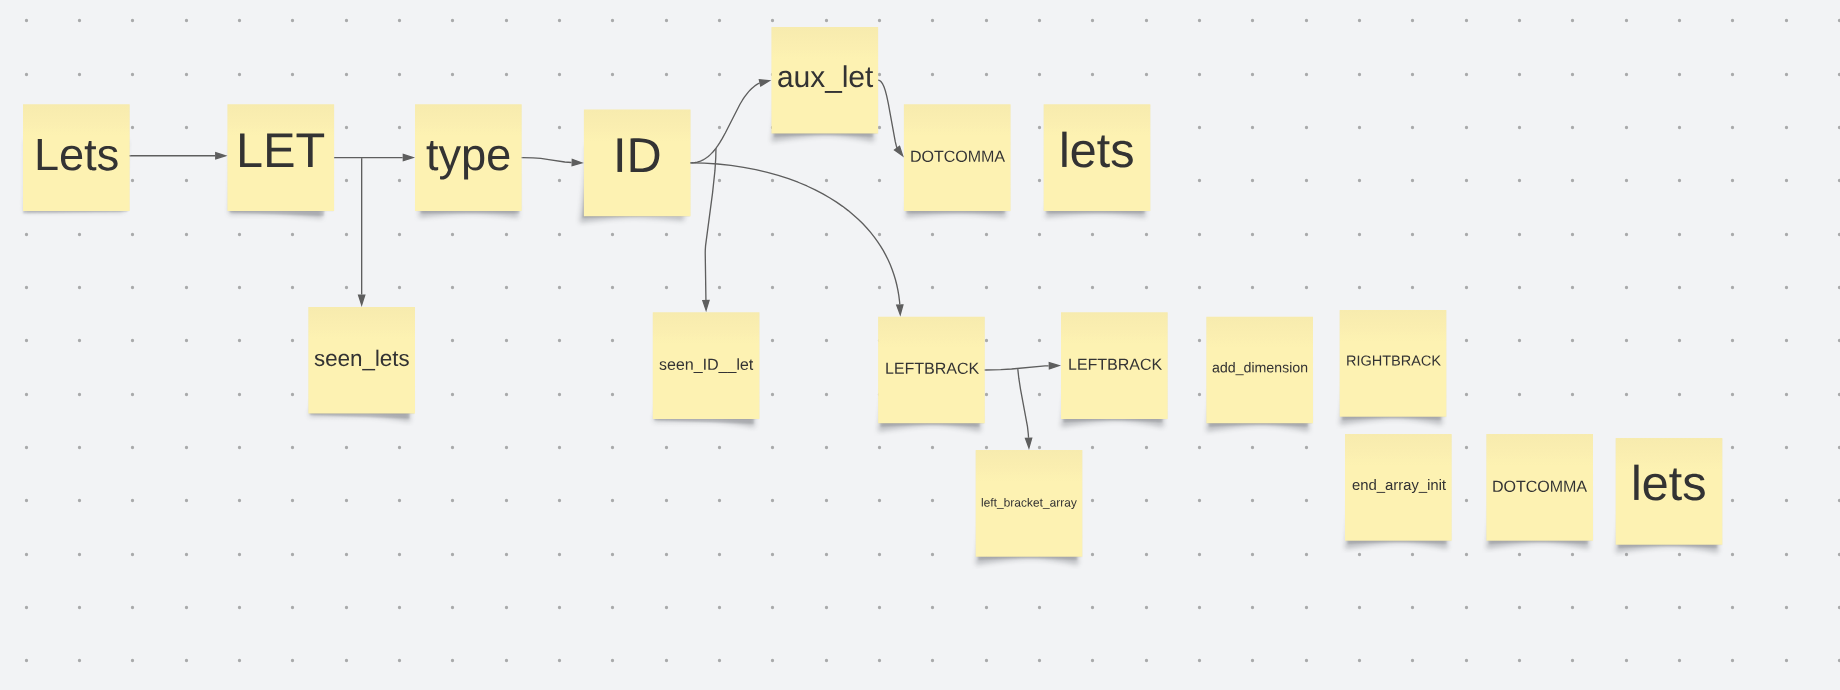 Lets
LET
type
ID
aux_let
DOTCOMMA
lets
seen_lets
seen_ID__let
LEFTBRACK
LEFTBRACK
add_dimension
RIGHTBRACK
left_bracket_array
end_array_init
DOTCOMMA
lets